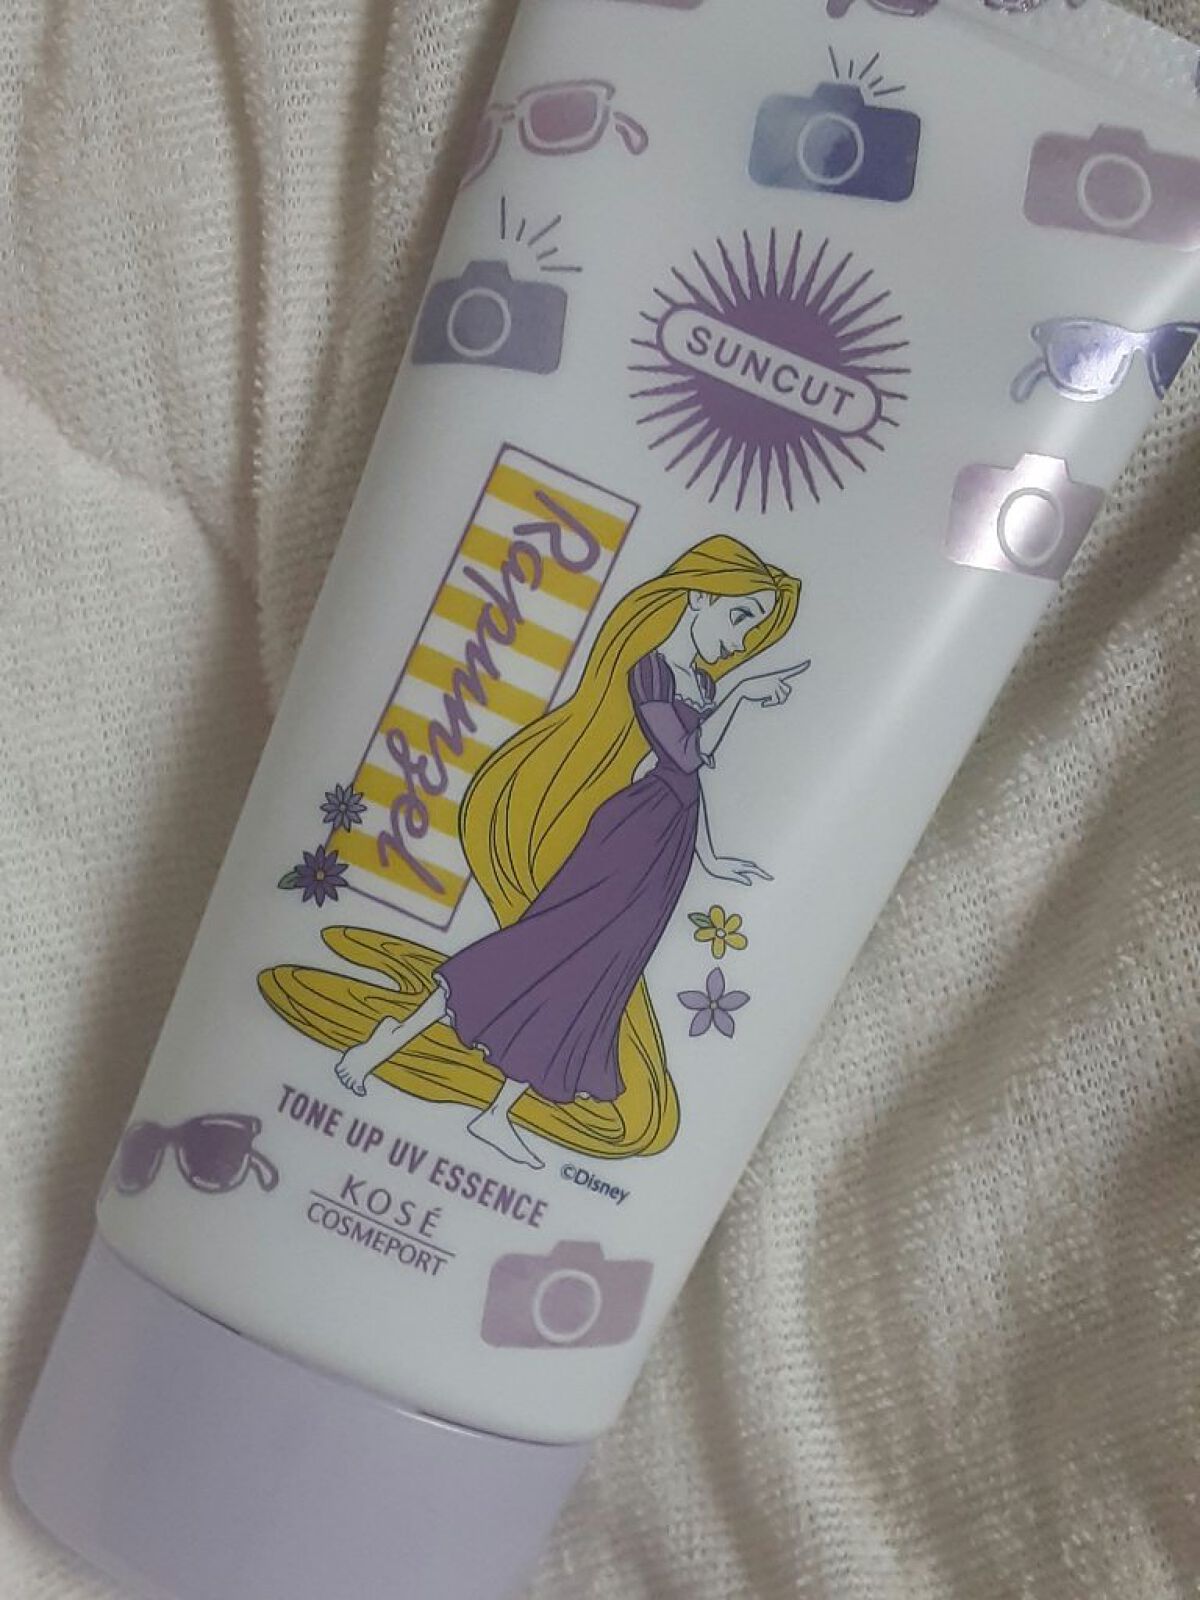 SUNCUT
Rapunzel
TONE UP UV ESSENCE
©Disney
KOSÉ
COSMEPORT